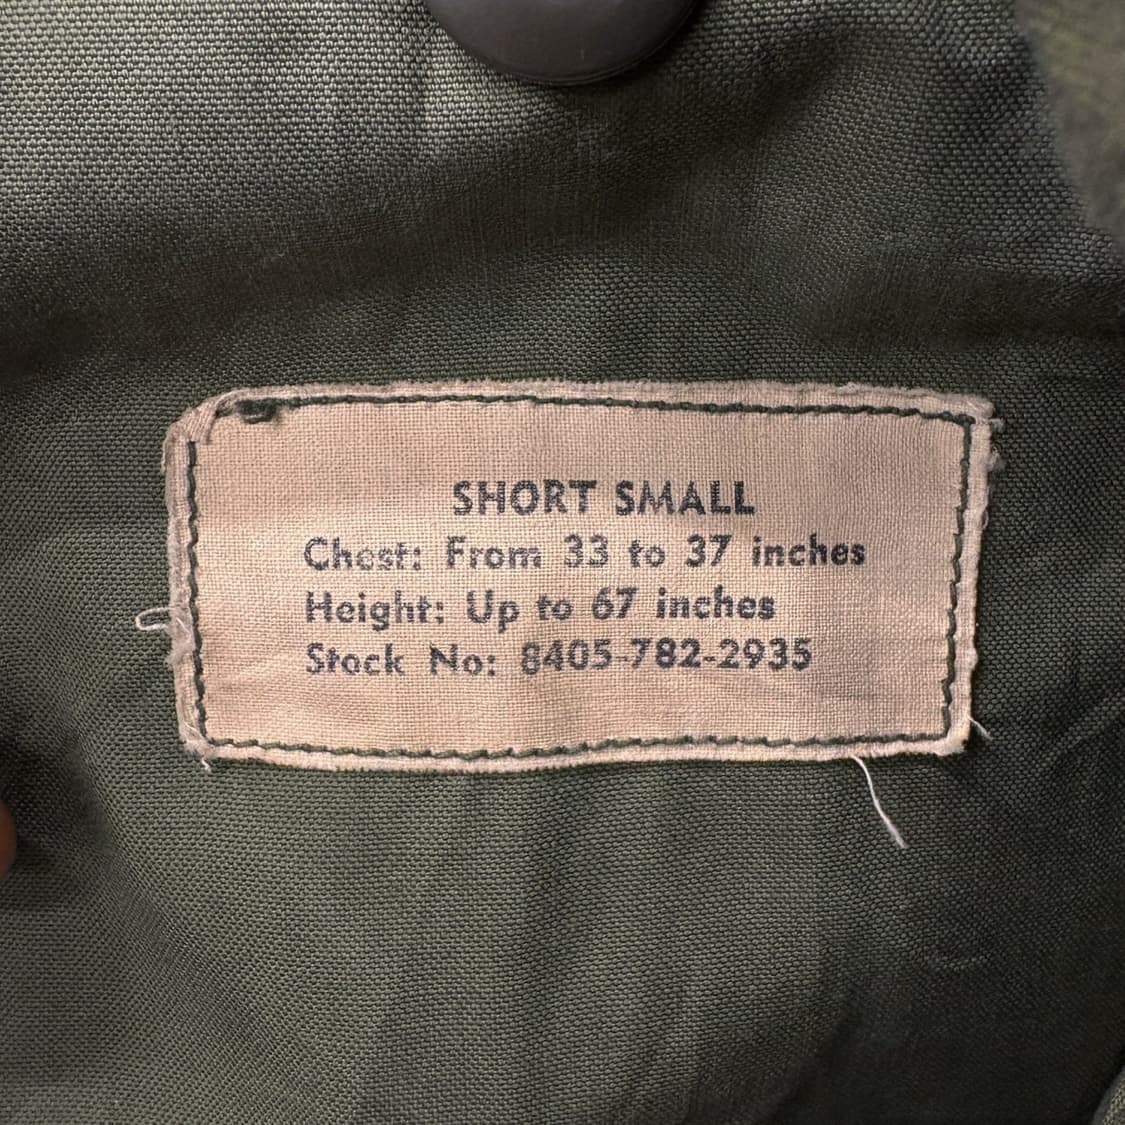 SHORT SMALL
Chest: From 33 to 37 inches
Height: Up to 67 inches
Stock No: 8405-782-2935